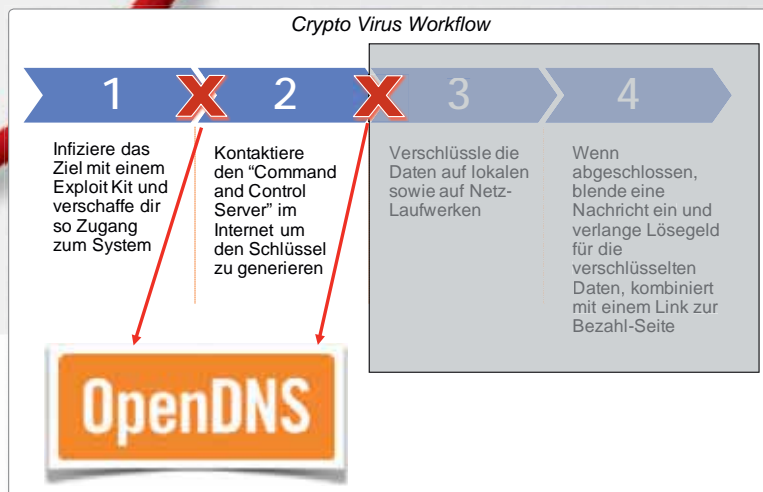 Crypto Virus Workflow
1
2
3
4
Infiziere das
Ziel mit einem
Exploit Kit und
verschaffe dir
so Zugang
zum System
Kontaktiere
den “Command
and Control
Server” im
Internet um
den Schlüssel
zu generieren
Verschlüssle die
Daten auf lokalen
sowie auf Netz-
Laufwerken
Wenn
abgeschlossen,
blende eine
Nachricht ein und
verlange Lösegeld
für die
verschlüsselten
Daten, kombiniert
mit einem Link zur
Bezahl-Seite
OpenDNS